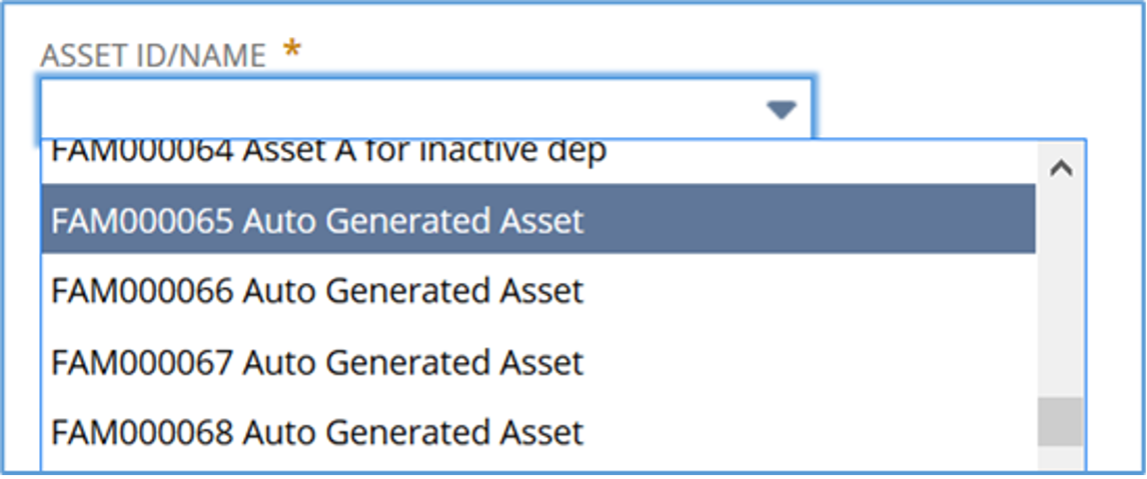 ASSET ID/NAME *
FAM000064 Asset A for inactive dep
FAM000065 Auto Generated Asset
FAM000066 Auto Generated Asset
FAM000067 Auto Generated Asset
FAM000068 Auto Generated Asset